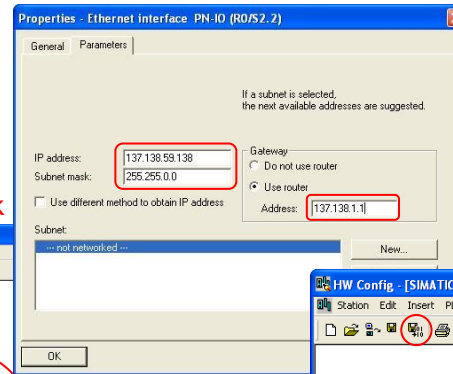 Properties - Ethernet interface PN-IO (R0/S2.2)
General Parameters
If a subnet is selected,
the next available addresses are suggested.
IP address: 137.138.59.138
Subnet mask: 255.255.0.0
Use different method to obtain IP address
Gateway
Do not use router
Use router
Address: 137.138.1.1
Subnet:
--- not networked ---
New...
OK
HW Config - [SIMATIC
Station Edit Insert